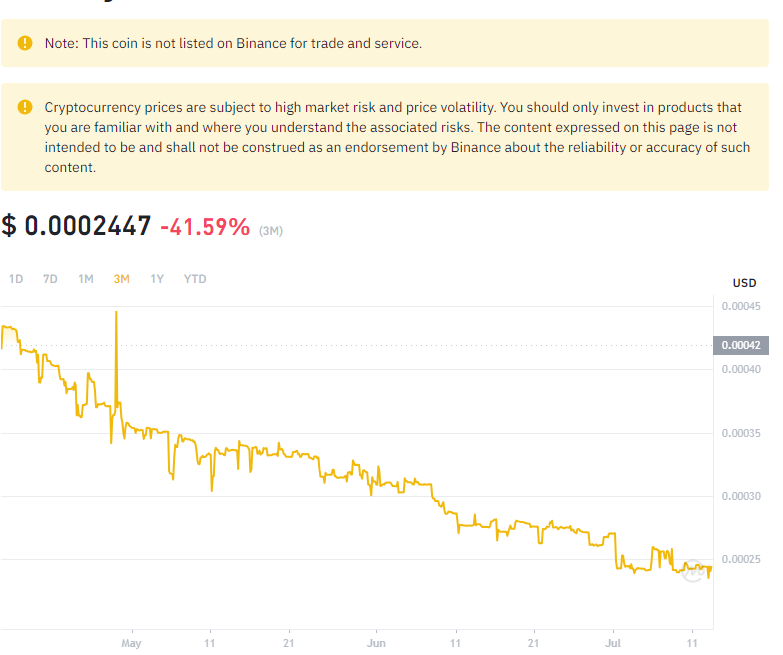 Note: This coin is not listed on Binance for trade and service.
Cryptocurrency prices are subject to high market risk and price volatility. You should only invest in products that
you are familiar with and where you understand the associated risks. The content expressed on this page is not
intended to be and shall not be construed as an endorsement by Binance about the reliability or accuracy of such
content.
$ 0.0002447 -41.59% (3M)
1D 7D 1M 3M 1Y YTD
USD
0.00045
0.00042
0.00040
0.00035
0.00030
0.00025
May 11 21 Jun 11 21 Jul 11